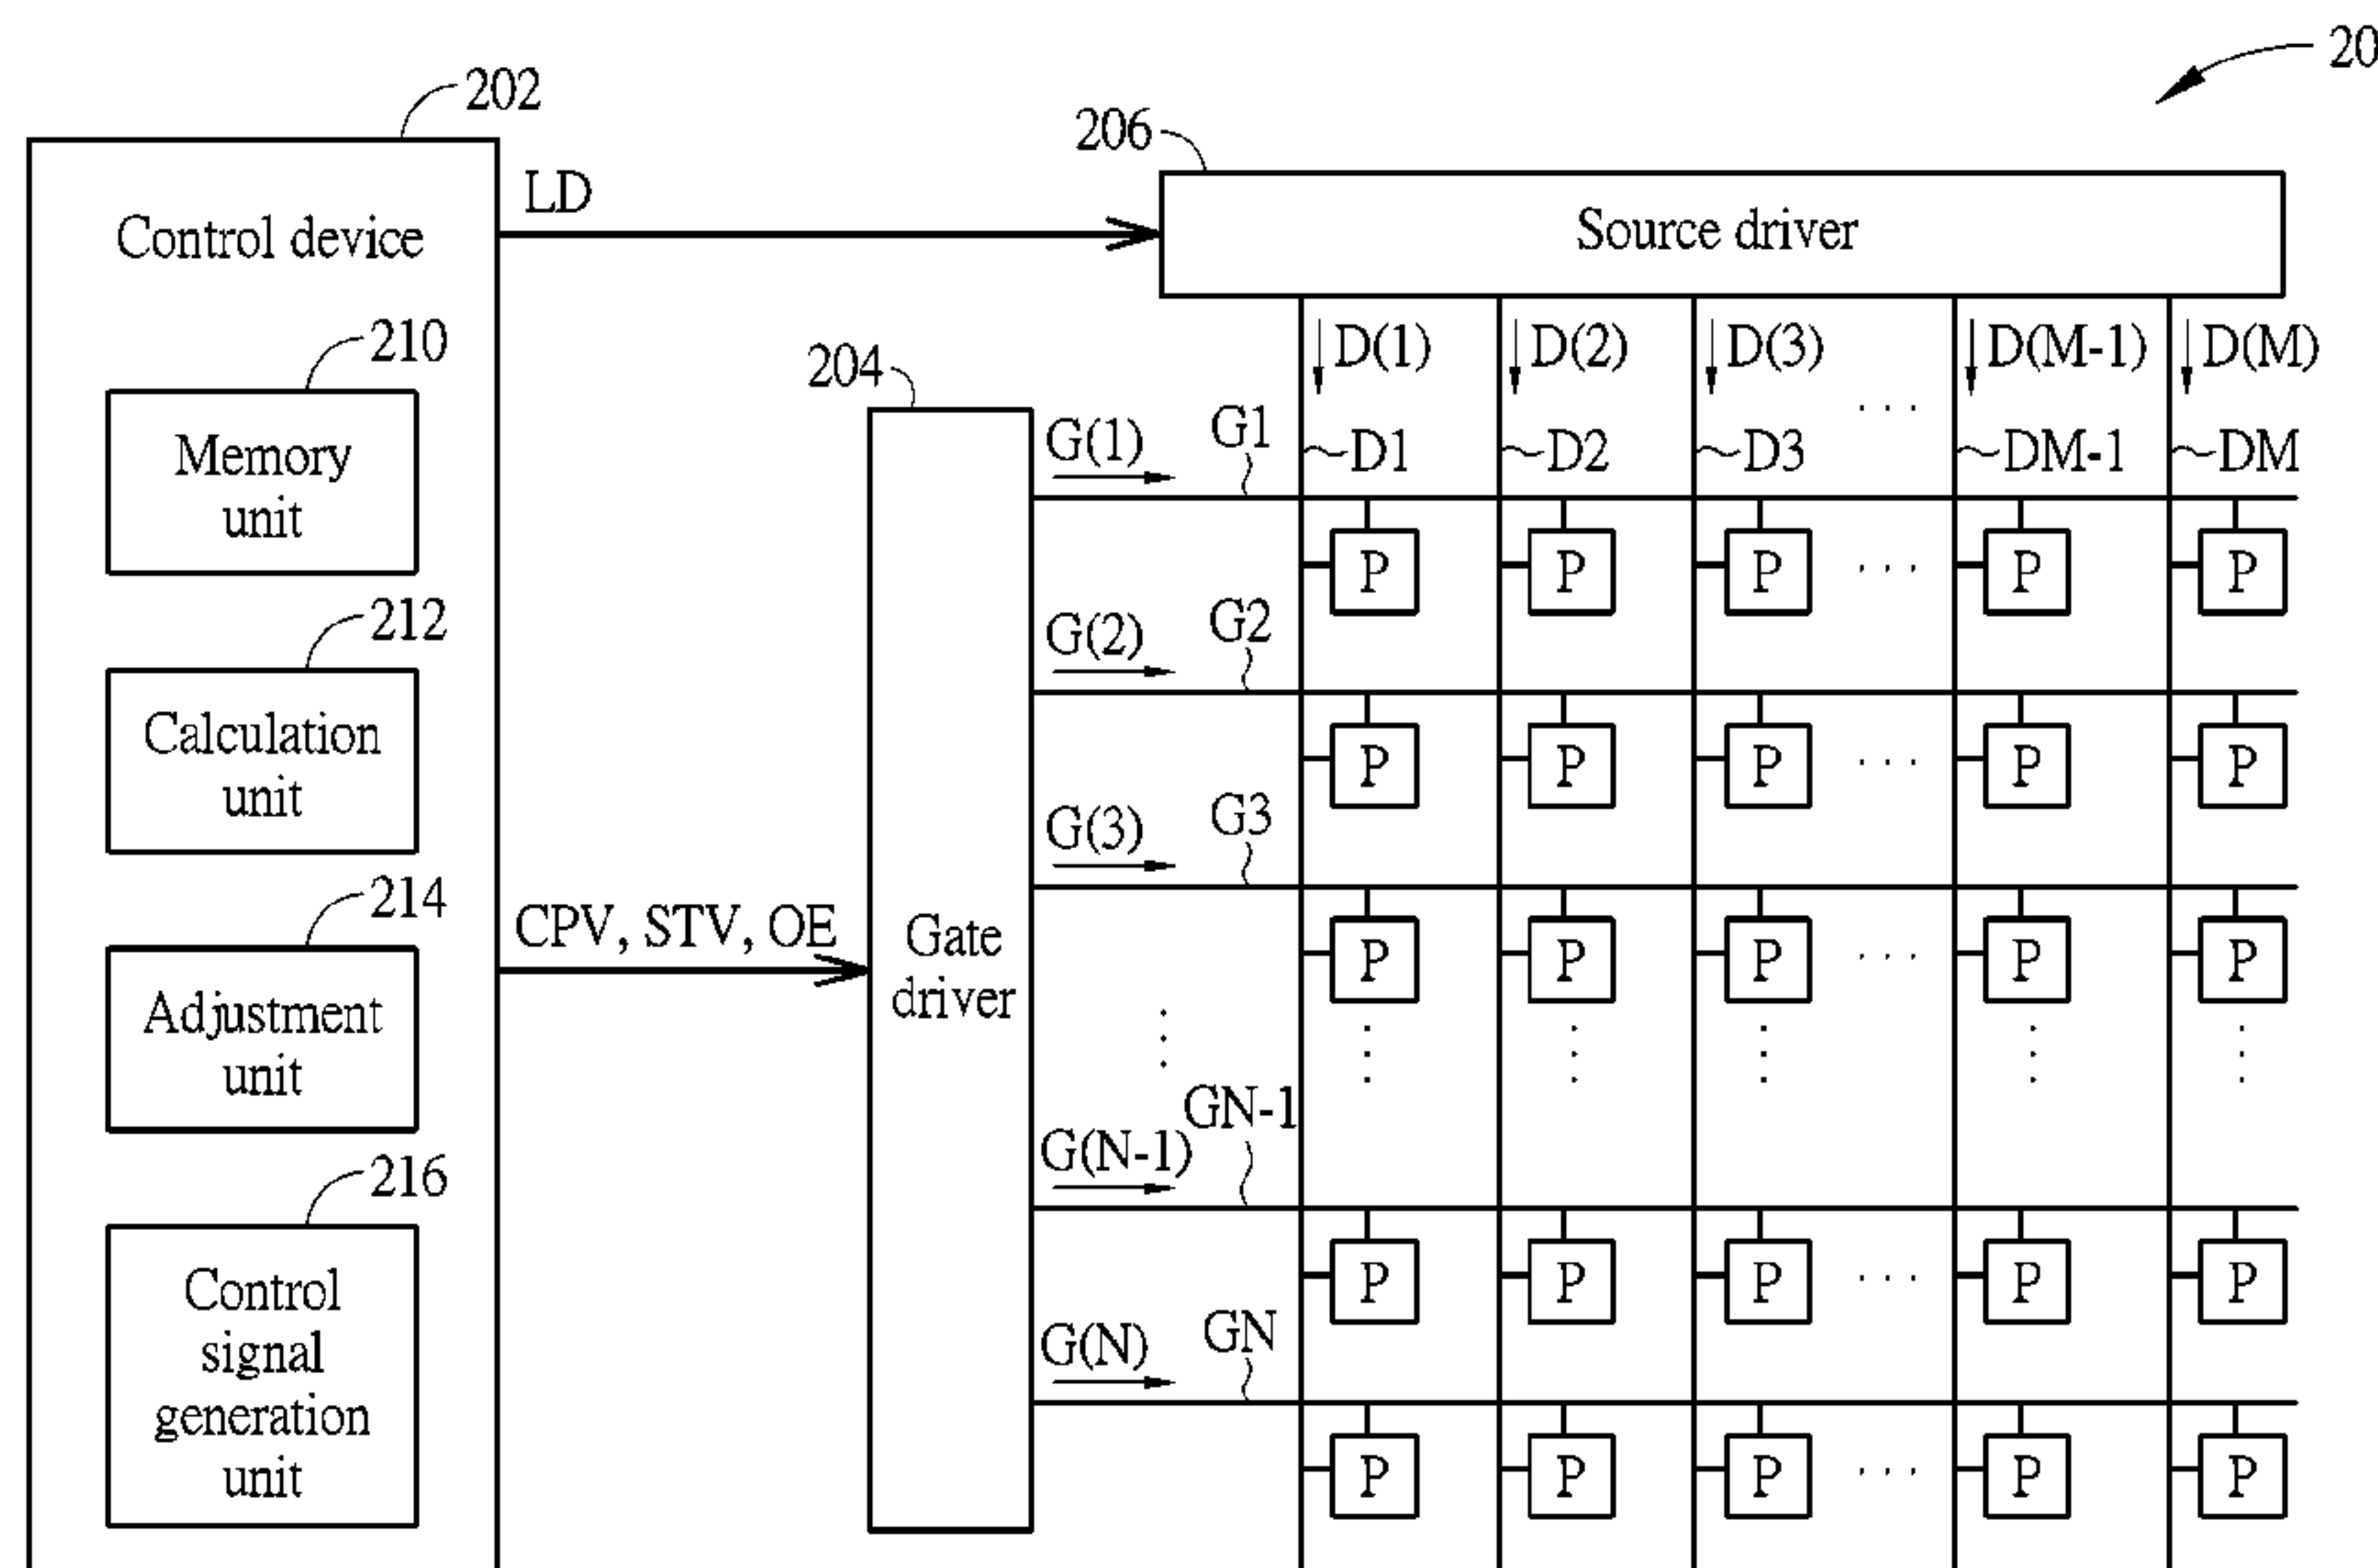 20
202
206
LD
Control device
Source driver
210
D(1) D(2) D(3) D(M-1) D(M)
204
...
G(1) G1 D1 D2 D3 DM-1 DM
Memory
unit
P P P ... P P
212
G(2) G2
Calculation
unit
P P P ... P P
G(3) G3
214
CPV, STV, OE
Gate
driver
P P P ... P P
Adjustment
unit
GN-1
G(N-1)
216
Control
signal
generation
unit
P P P ... P P
G(N) GN
P P P ... P P